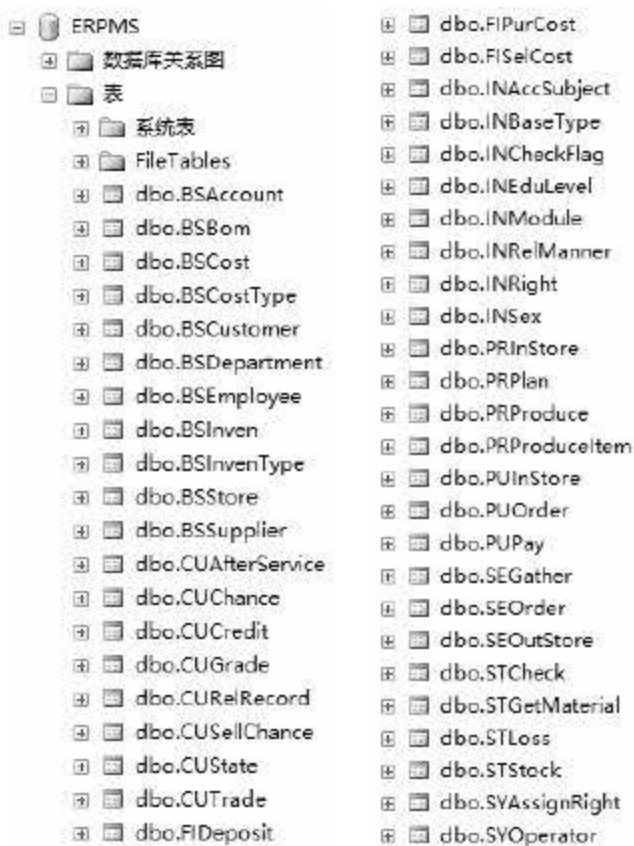 ERPMS
数据库关系图
表
系统表
FileTables
dbo.BSAccount
dbo.BSBom
dbo.BSCost
dbo.BSCostType
dbo.BSCustomer
dbo.BSDepartment
dbo.BSEmployee
dbo.BSInven
dbo.BSInvenType
dbo.BSStore
dbo.BSSupplier
dbo.CUAfterService
dbo.CUChance
dbo.CUCredit
dbo.CUGrade
dbo.CURelRecord
dbo.CUSellChance
dbo.CUState
dbo.CUTrade
dbo.FIDeposit
dbo.FIPurCost
dbo.FISelCost
dbo.INAccSubject
dbo.INBaseType
dbo.INCheckFlag
dbo.INEduLevel
dbo.INModule
dbo.INRelManner
dbo.INRight
dbo.INSex
dbo.PRInStore
dbo.PRPlan
dbo.PRProduce
dbo.PRProduceItem
dbo.PUInStore
dbo.PUOrder
dbo.PUPay
dbo.SEGather
dbo.SEOrder
dbo.SEOutStore
dbo.STCheck
dbo.STGetMaterial
dbo.STLoss
dbo.STStock
dbo.SYAssignRight
dbo.SYOperator